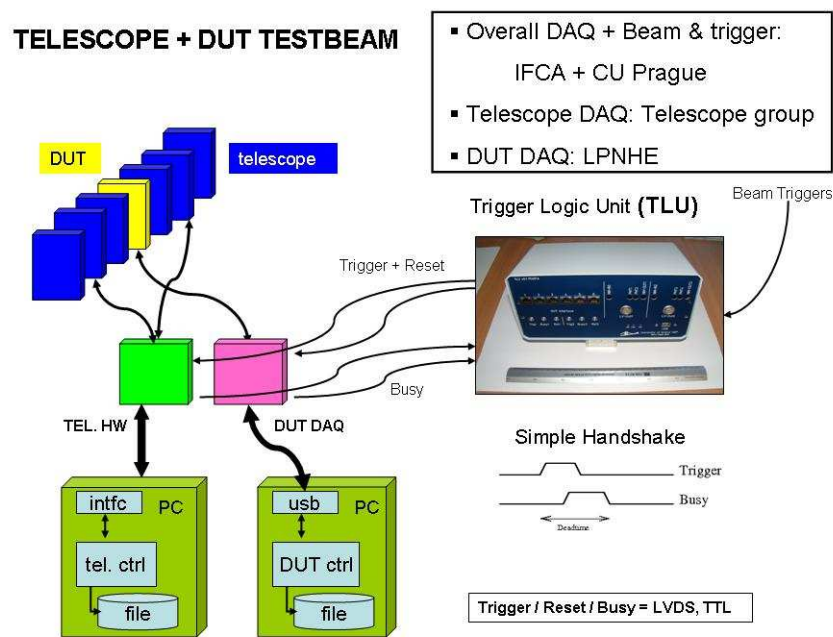 TELESCOPE + DUT TESTBEAM
▪ Overall DAQ + Beam & trigger:
IFCA + CU Prague
▪ Telescope DAQ: Telescope group
▪ DUT DAQ: LPNHE
DUT
telescope
Trigger Logic Unit (TLU)
Beam Triggers
Trigger + Reset
Busy
TEL. HW
DUT DAQ
Simple Handshake
Trigger
Busy
Deadtime
intfc
PC
tel. ctrl
file
usb
PC
DUT ctrl
file
Trigger / Reset / Busy = LVDS, TTL